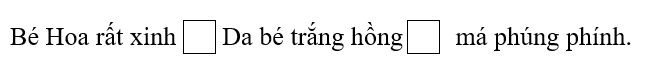 Bé Hoa rất xinh □ Da bé trắng hồng □ má phúng phính.